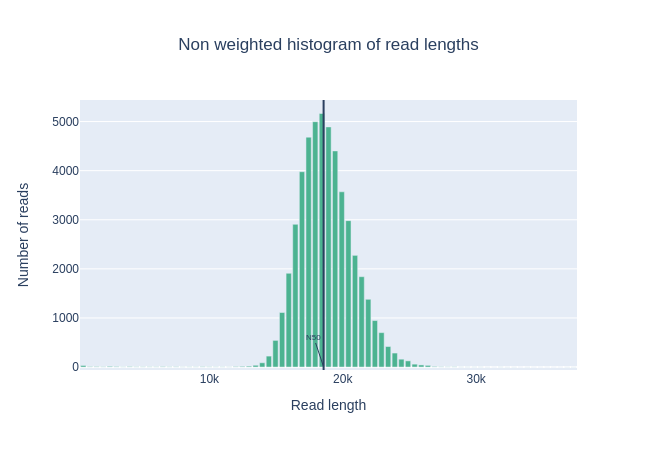 Non weighted histogram of read lengths
Number of reads
5000
4000
3000
2000
1000
0
N50
10k
20k
30k
Read length